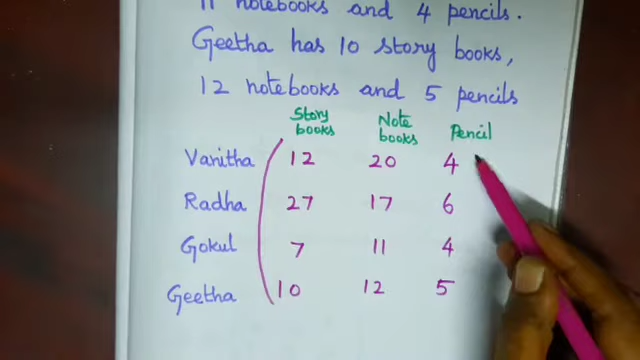 11 notebooks and 4 pencils.
Geetha has 10 story books,
12 notebooks and 5 pencils
Story books Note books Pencil
Vanitha 12 20 4
Radha 27 17 6
Gokul 7 11 4
Geetha 10 12 5